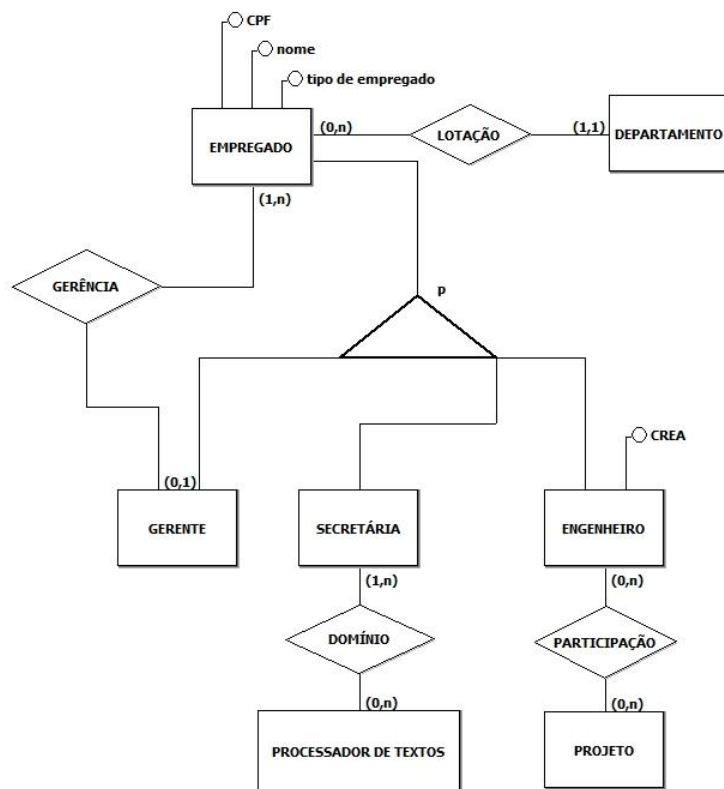 CPF
nome
tipo de empregado
EMPREGADO
(0,n)
LOTAÇÃO
(1,1)
DEPARTAMENTO
(1,n)
GERÊNCIA
p
CREA
(0,1)
GERENTE
SECRETÁRIA
ENGENHEIRO
(1,n)
(0,n)
DOMÍNIO
PARTICIPAÇÃO
(0,n)
(0,n)
PROCESSADOR DE TEXTOS
PROJETO